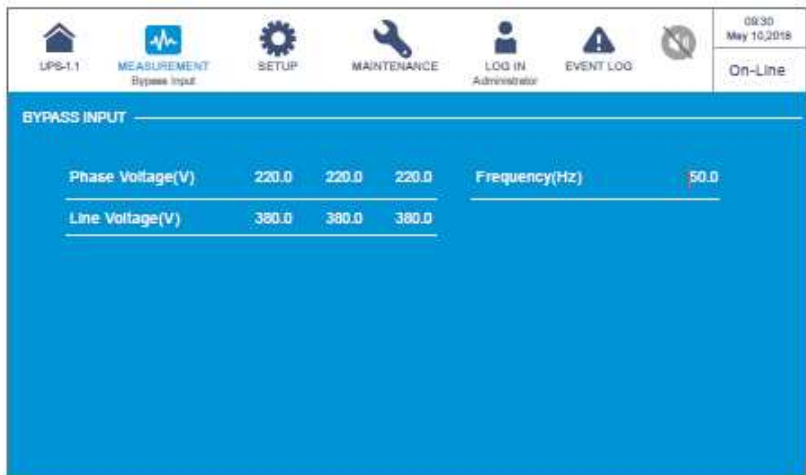 09:30
May 10,2018
UPS-1.1
MEASUREMENT
Bypass Input
SETUP
MAINTENANCE
LOG IN
Administrator
EVENT LOG
On-Line
BYPASS INPUT
Phase Voltage(V) 220.0 220.0 220.0 Frequency(Hz) 50.0
Line Voltage(V) 380.0 380.0 380.0